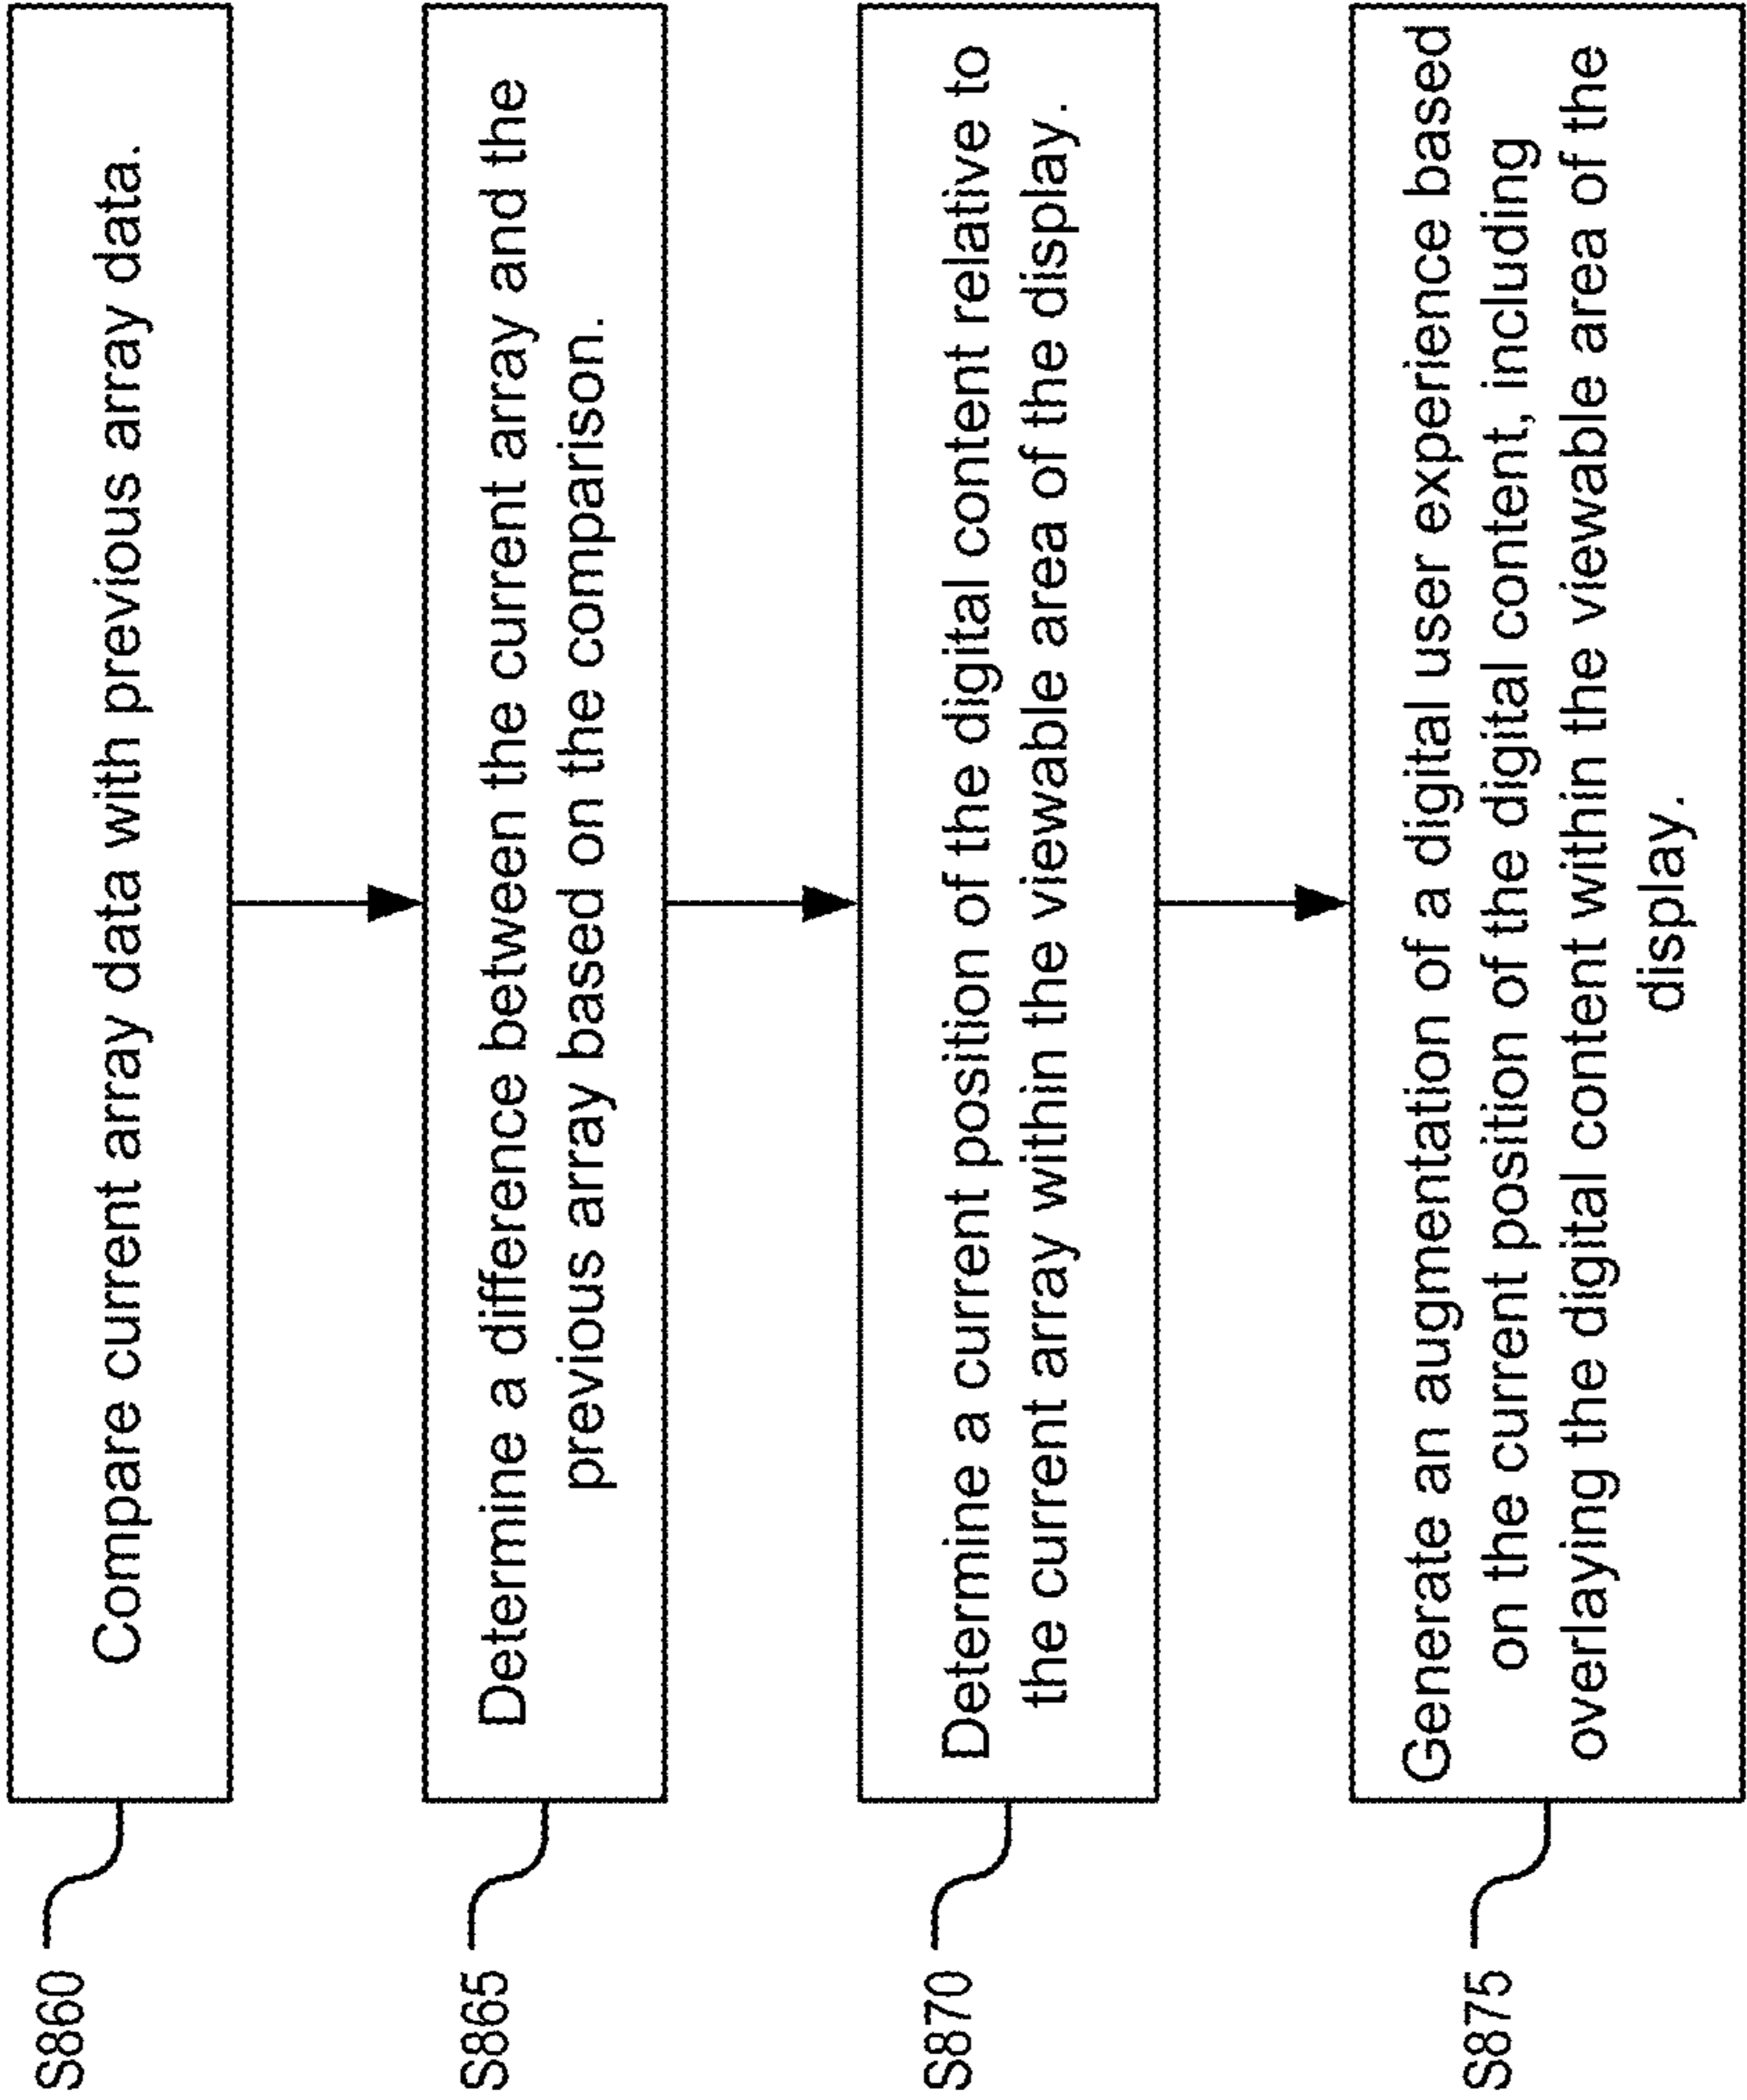 S860
Compare current array data with previous array data.
S865
Determine a difference between the current array and the
previous array based on the comparison.
S870
Determine a current position of the digital content relative to
the current array within the viewable area of the display.
S875
Generate an augmentation of a digital user experience based
on the current position of the digital content, including
overlaying the digital content within the viewable area of the
display.